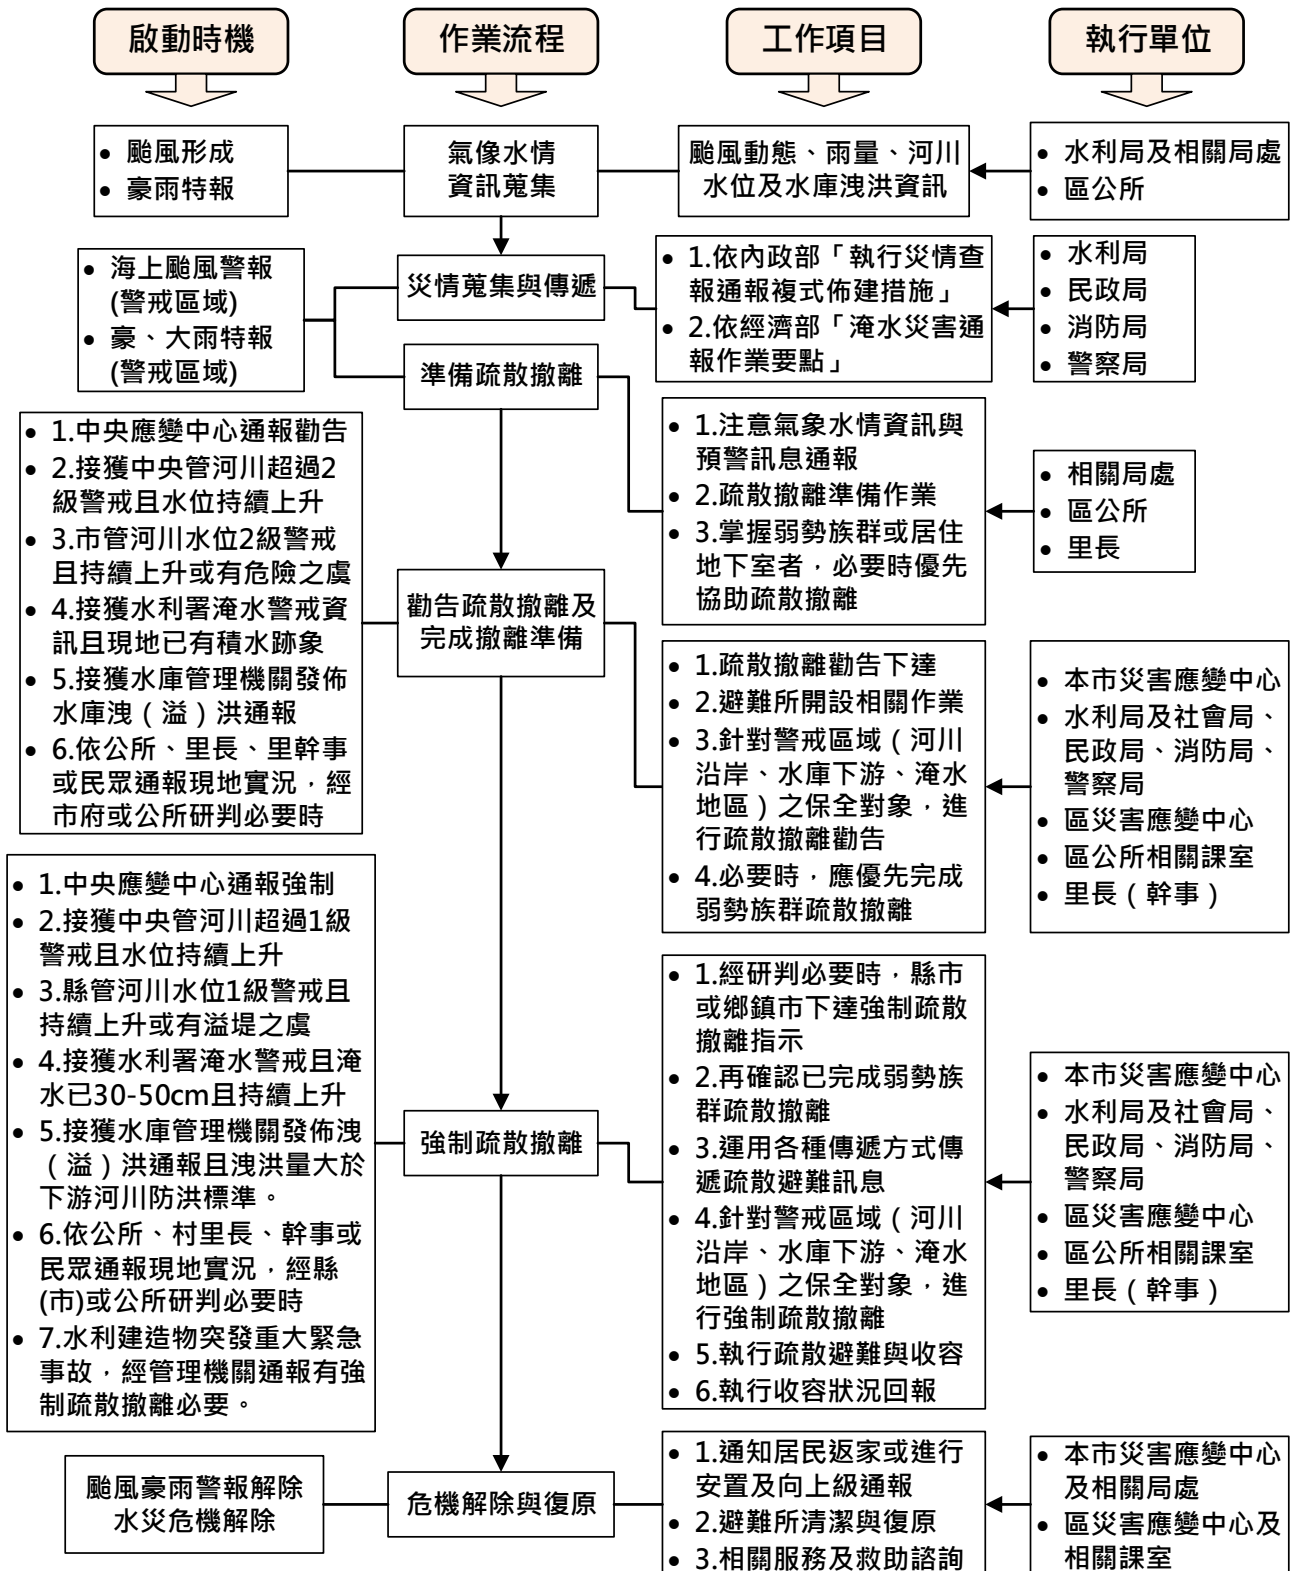 啟動時機
作業流程
工作項目
執行單位
• 颱風形成
• 豪雨特報
氣像水情
資訊蒐集
颱風動態、雨量、河川
水位及水庫洩洪資訊
• 水利局及相關局處
• 區公所
• 海上颱風警報
(警戒區域)
• 豪、大雨特報
(警戒區域)
災情蒐集與傳遞
• 1.依內政部「執行災情查
報通報複式佈建措施」
• 2.依經濟部「淹水災害通
報作業要點」
• 水利局
• 民政局
• 消防局
• 警察局
準備疏散撤離
• 1.注意氣象水情資訊與
預警訊息通報
• 2.疏散撤離準備作業
• 3.掌握弱勢族群或居住
地下室者，必要時優先
協助疏散撤離
• 相關局處
• 區公所
• 里長
• 1.中央應變中心通報勸告
• 2.接獲中央管河川超過2
級警戒且水位持續上升
• 3.市管河川水位2級警戒
且持續上升或有危險之虞
• 4.接獲水利署淹水警戒資
訊且現地已有積水跡象
• 5.接獲水庫管理機關發佈
水庫洩（溢）洪通報
• 6.依公所、里長、里幹事
或民眾通報現地實況，經
市府或公所研判必要時
勸告疏散撤離及
完成撤離準備
• 1.疏散撤離勸告下達
• 2.避難所開設相關作業
• 3.針對警戒區域（河川
沿岸、水庫下游、淹水
地區）之保全對象，進
行疏散撤離勸告
• 4.必要時，應優先完成
弱勢族群疏散撤離
• 本市災害應變中心
• 水利局及社會局、
民政局、消防局、
警察局
• 區災害應變中心
• 區公所相關課室
• 里長（幹事）
• 1.中央應變中心通報強制
• 2.接獲中央管河川超過1級
警戒且水位持續上升
• 3.縣管河川水位1級警戒且
持續上升或有溢堤之虞
• 4.接獲水利署淹水警戒且淹
水已30-50cm且持續上升
• 5.接獲水庫管理機關發佈洩
（溢）洪通報且洩洪量大於
下游河川防洪標準。
• 6.依公所、村里長、幹事或
民眾通報現地實況，經縣
(市)或公所研判必要時
• 7.水利建造物突發重大緊急
事故，經管理機關通報有強
制疏散撤離必要。
強制疏散撤離
• 1.經研判必要時，縣市
或鄉鎮市下達強制疏散
撤離指示
• 2.再確認已完成弱勢族
群疏散撤離
• 3.運用各種傳遞方式傳
遞疏散避難訊息
• 4.針對警戒區域（河川
沿岸、水庫下游、淹水
地區）之保全對象，進
行強制疏散撤離
• 5.執行疏散避難與收容
• 6.執行收容狀況回報
• 本市災害應變中心
• 水利局及社會局、
民政局、消防局、
警察局
• 區災害應變中心
• 區公所相關課室
• 里長（幹事）
颱風豪雨警報解除
水災危機解除
危機解除與復原
• 1.通知居民返家或進行
安置及向上級通報
• 2.避難所清潔與復原
• 3.相關服務及救助諮詢
• 本市災害應變中心
及相關局處
• 區災害應變中心及
相關課室